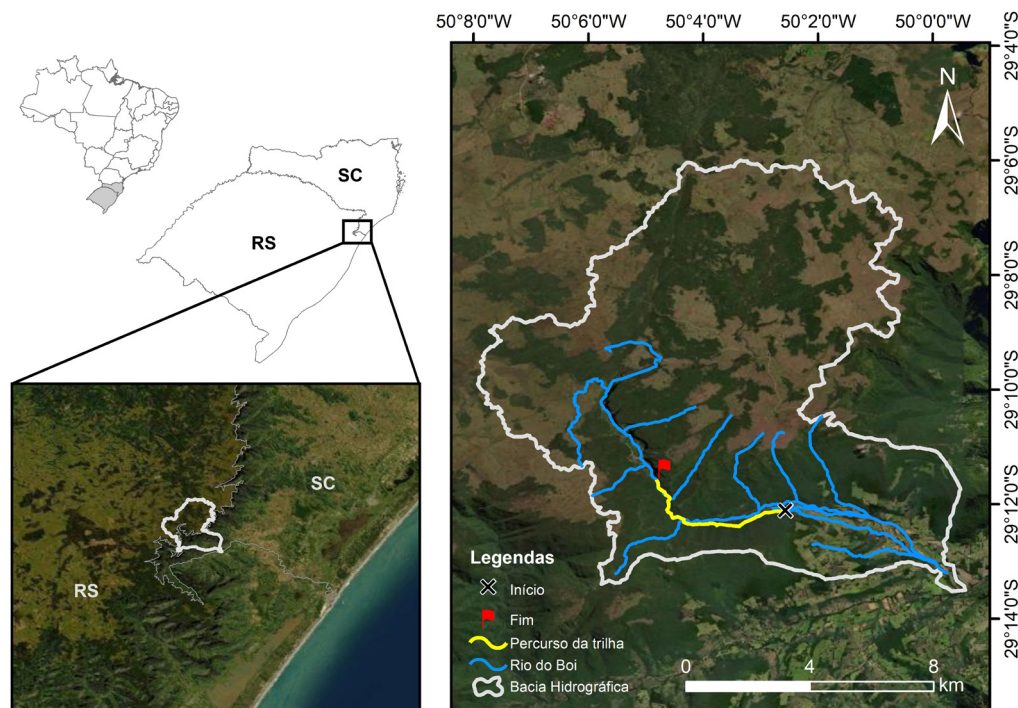 50°8'0"W 50°6'0"W 50°4'0"W 50°2'0"W 50°0'0"W
29°4'0"S
N
29°6'0"S
SC
RS
29°8'0"S
29°10'0"S
SC
29°12'0"S
RS
Legendas
Início
Fim
Percurso da trilha
Rio do Boi
Bacia Hidrográfica
29°14'0"S
0 4 8
km